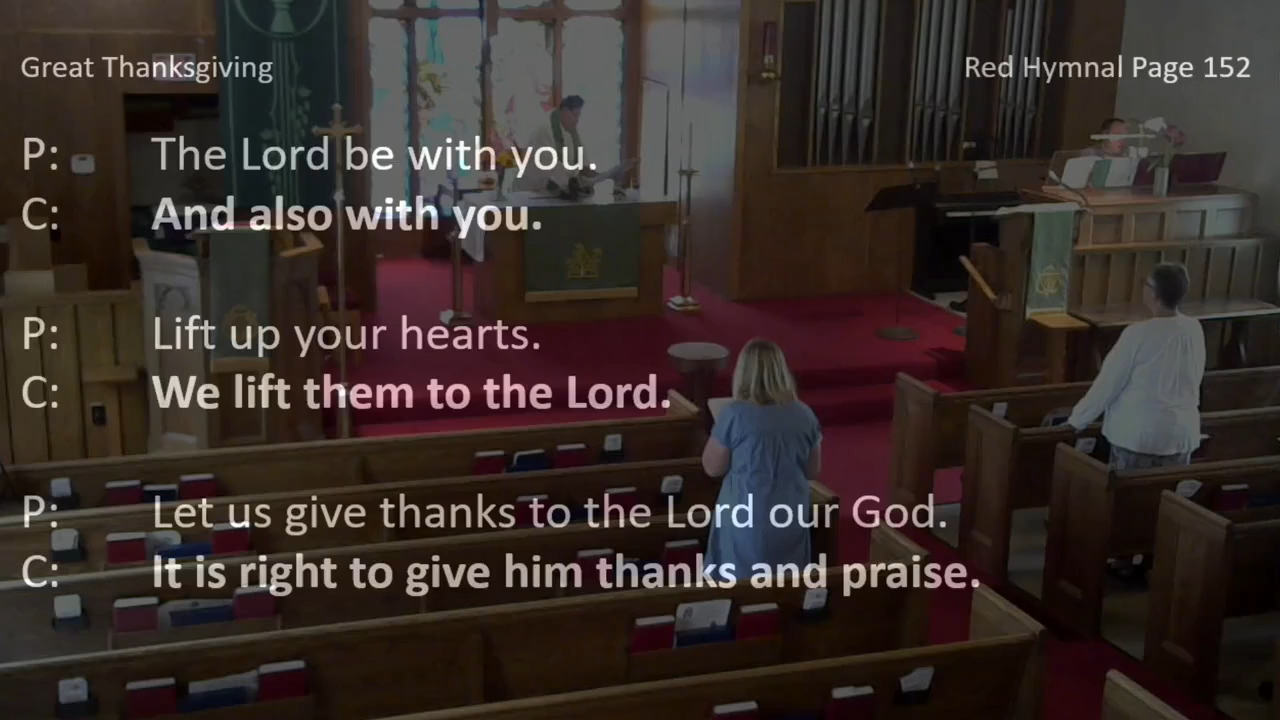 Great Thanksgiving
Red Hymnal Page 152
P: The Lord be with you.
C: And also with you.
P: Lift up your hearts.
C: We lift them to the Lord.
P: Let us give thanks to the Lord our God.
C: It is right to give him thanks and praise.